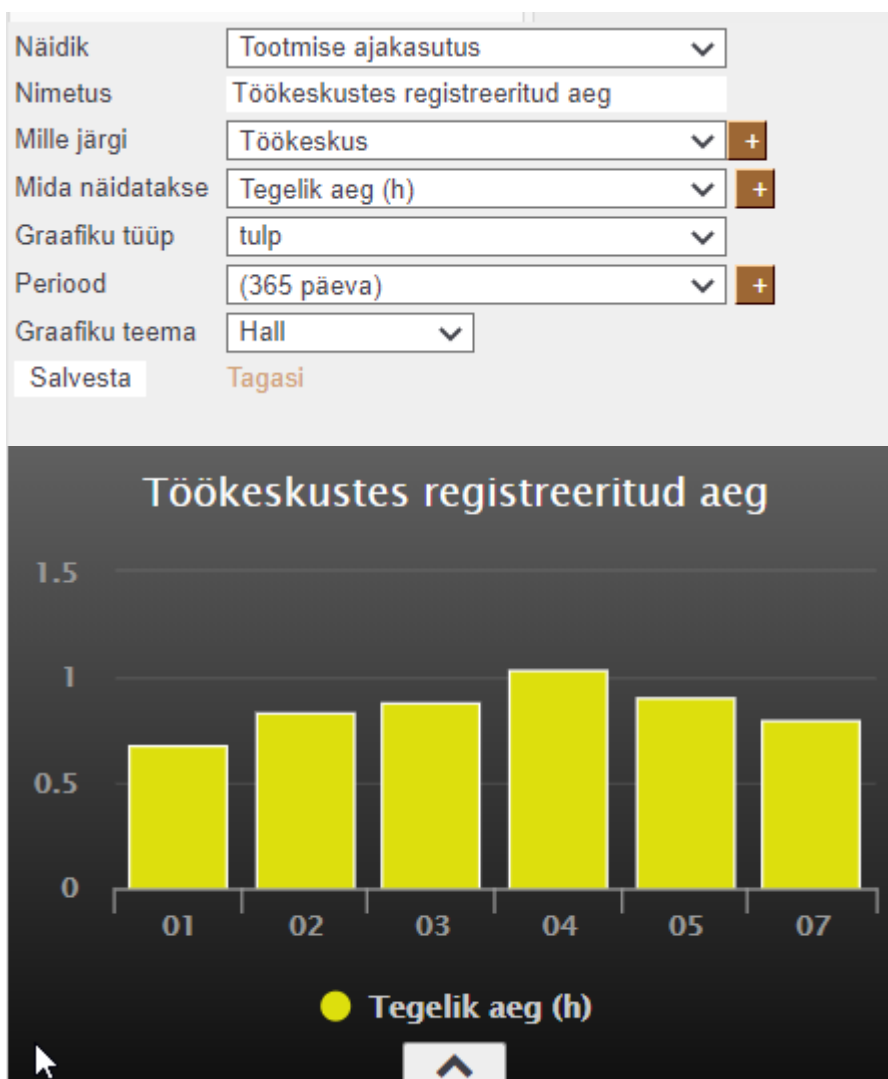 Näidik Tootmise ajakasutus
Nimetus Töökeskustes registreeritud aeg
Mille järgi Töökeskus +
Mida näidatakse Tegelik aeg (h) +
Graafiku tüüp tulp
Periood (365 päeva) +
Graafiku teema Hall
Salvesta Tagasi
Töökeskustes registreeritud aeg
1.5
1
0.5
0
01 02 03 04 05 07
Tegelik aeg (h)